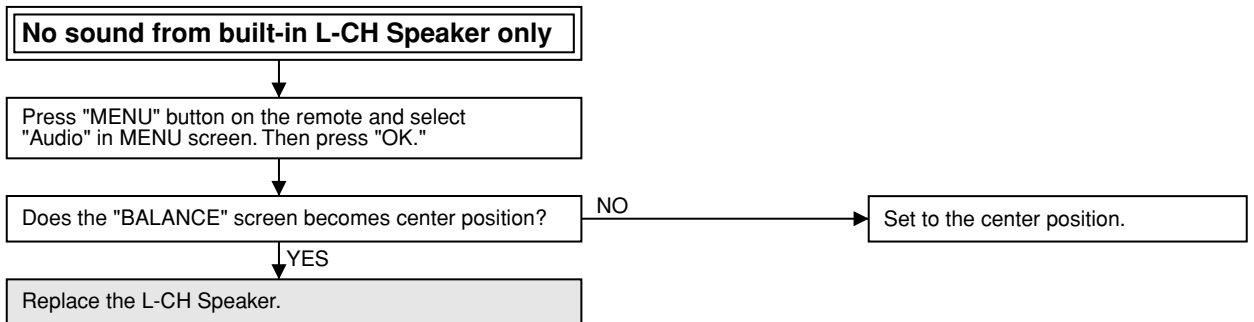 No sound from built-in L-CH Speaker only
Press "MENU" button on the remote and select
"Audio" in MENU screen. Then press "OK."
Does the "BALANCE" screen becomes center position?
NO
Set to the center position.
YES
Replace the L-CH Speaker.